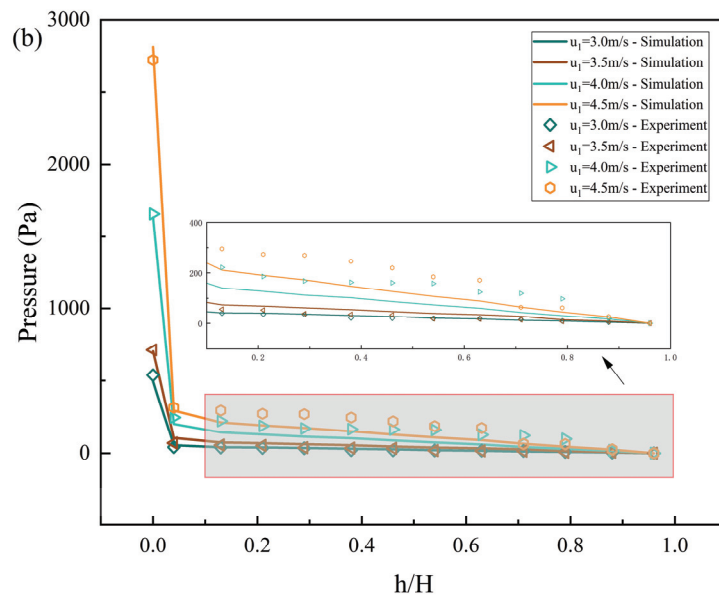 (b)
3000
2000
1000
0
Pressure (Pa)
u₁=3.0m/s - Simulation
u₁=3.5m/s - Simulation
u₁=4.0m/s - Simulation
u₁=4.5m/s - Simulation
u₁=3.0m/s - Experiment
u₁=3.5m/s - Experiment
u₁=4.0m/s - Experiment
u₁=4.5m/s - Experiment
400
200
0
0.2 0.4 0.6 0.8 1.0
0.0 0.2 0.4 0.6 0.8 1.0
h/H